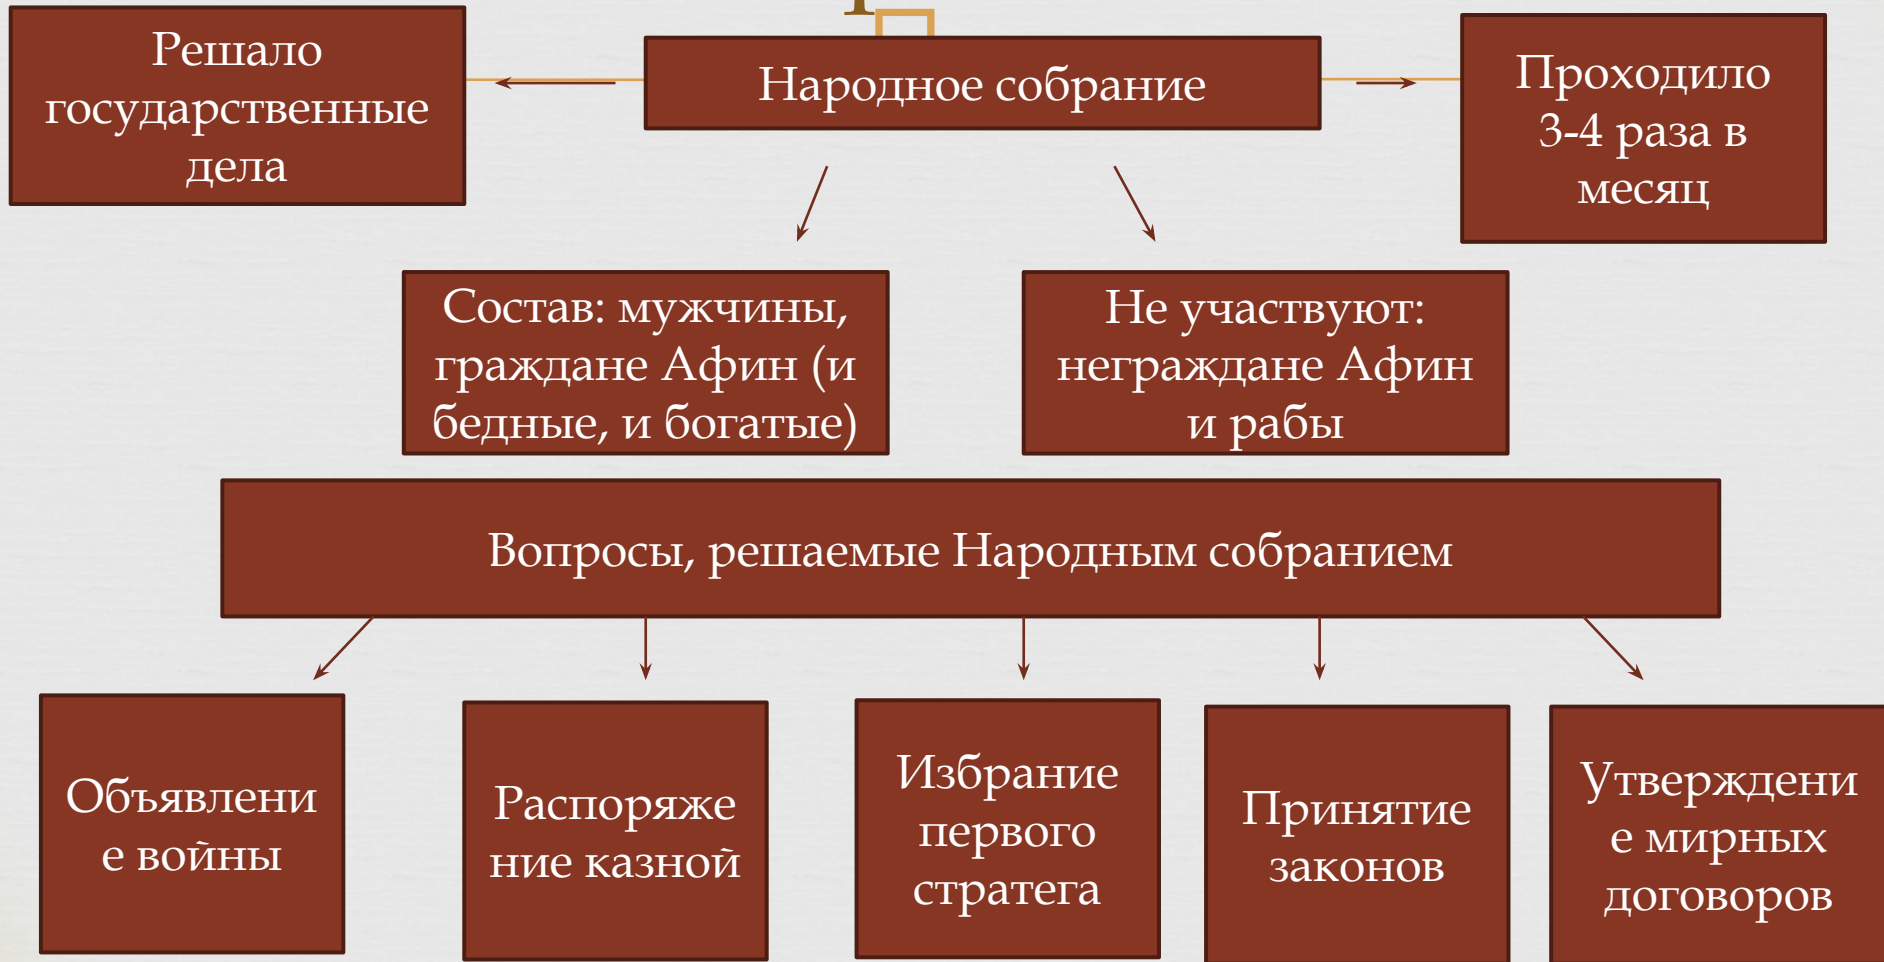 Решало
государственные
дела
Народное собрание
Проходило
3-4 раза в
месяц
Состав: мужчины,
граждане Афин (и
бедные, и богатые)
Не участвуют:
неграждане Афин
и рабы
Вопросы, решаемые Народным собранием
Объявлени
е войны
Распоряже
ние казной
Избрание
первого
стратега
Принятие
законов
Утверждени
е мирных
договоров